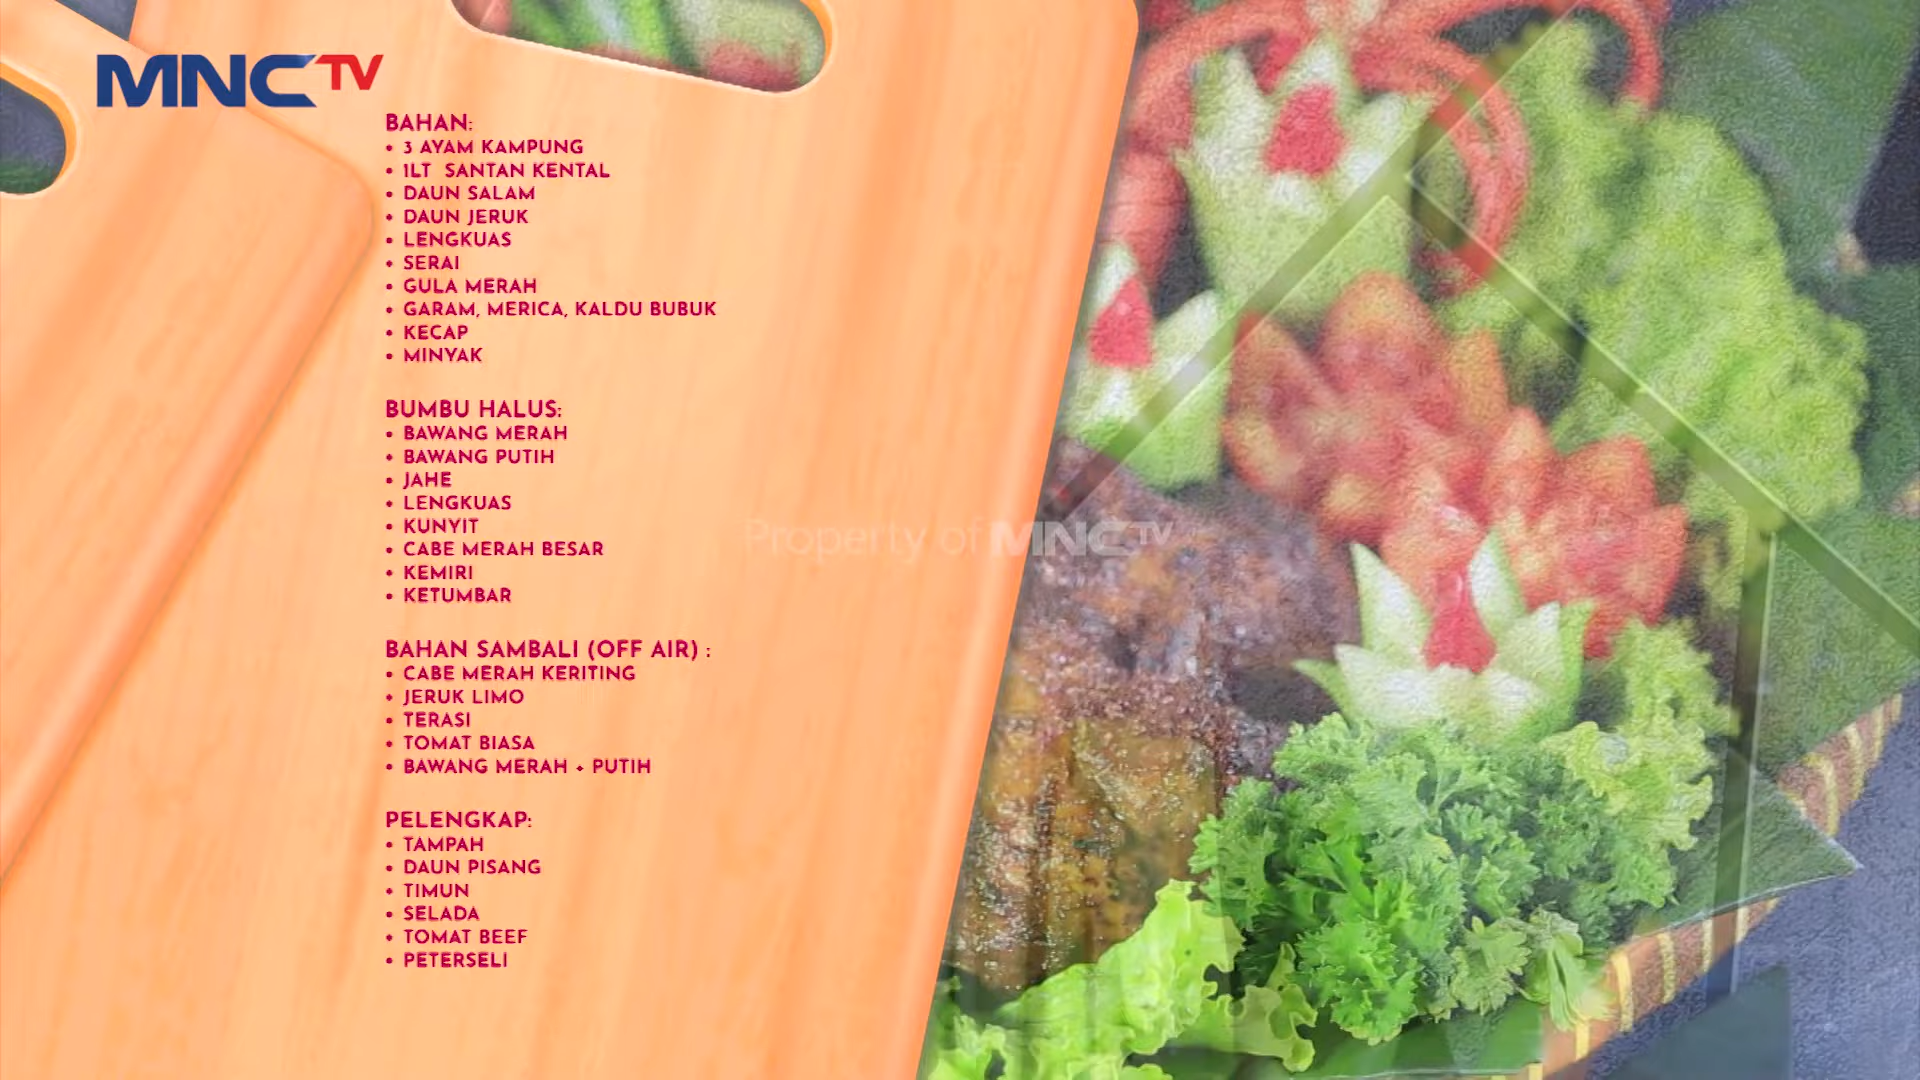 MNCTV
BAHAN:
• 3 AYAM KAMPUNG
• 1LT SANTAN KENTAL
• DAUN SALAM
• DAUN JERUK
• LENGKUAS
• SERAI
• GULA MERAH
• GARAM, MERICA, KALDU BUBUK
• KECAP
• MINYAK
BUMBU HALUS:
• BAWANG MERAH
• BAWANG PUTIH
• JAHE
• LENGKUAS
• KUNYIT
• CABE MERAH BESAR
• KEMIRI
• KETUMBAR
BAHAN SAMBALI (OFF AIR) :
• CABE MERAH KERITING
• JERUK LIMO
• TERASI
• TOMAT BIASA
• BAWANG MERAH + PUTIH
PELENGKAP:
• TAMPAH
• DAUN PISANG
• TIMUN
• SELADA
• TOMAT BEEF
• PETERSELI
Property of MNCTV